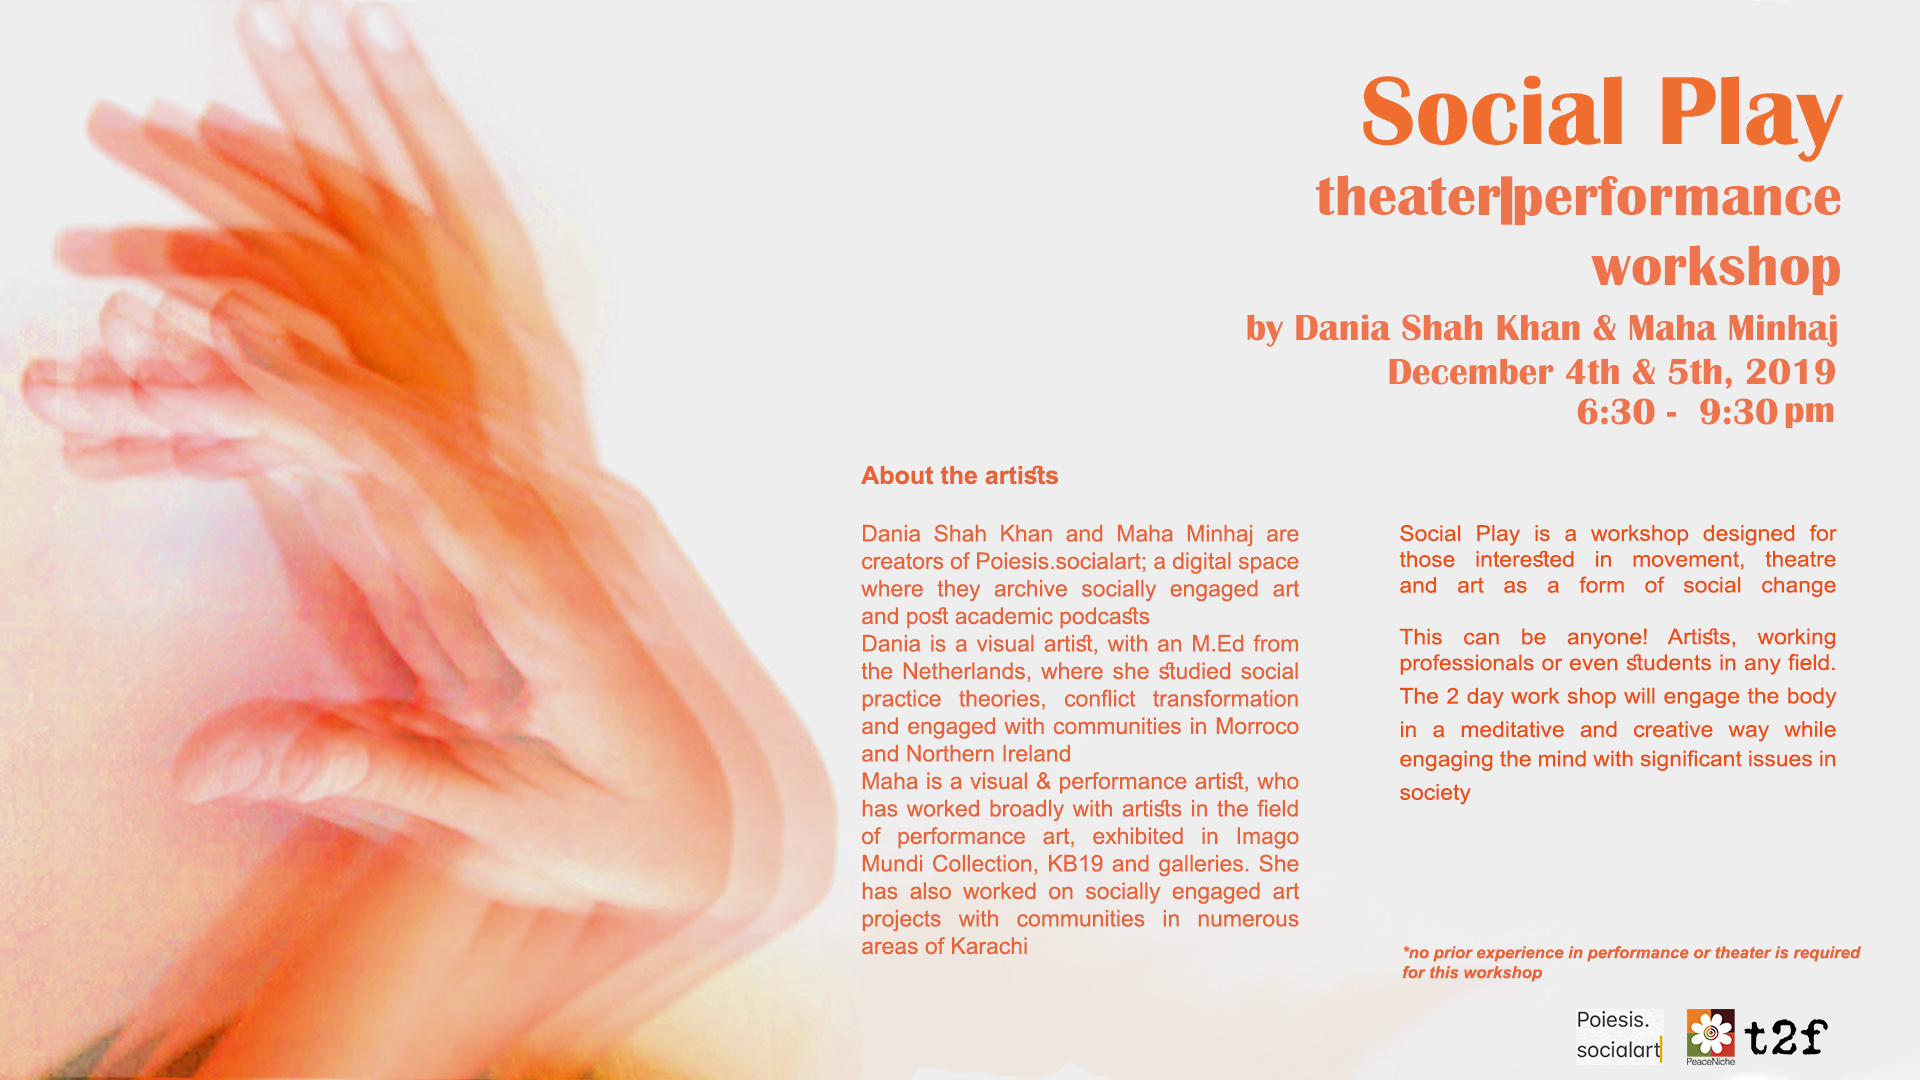 Social Play
theater|performance
workshop
by Dania Shah Khan & Maha Minhaj
December 4th & 5th, 2019
6:30 - 9:30 pm
About the artists
Dania Shah Khan and Maha Minhaj are
creators of Poiesis.socialart; a digital space
where they archive socially engaged art
and post academic podcasts
Dania is a visual artist, with an M.Ed from
the Netherlands, where she studied social
practice theories, conflict transformation
and engaged with communities in Morroco
and Northern Ireland
Maha is a visual & performance artist, who
has worked broadly with artists in the field
of performance art, exhibited in Imago
Mundi Collection, KB19 and galleries. She
has also worked on socially engaged art
projects with communities in numerous
areas of Karachi
Social Play is a workshop designed for
those interested in movement, theatre
and art as a form of social change
This can be anyone! Artists, working
professionals or even students in any field.
The 2 day work shop will engage the body
in a meditative and creative way while
engaging the mind with significant issues in
society
*no prior experience in performance or theater is required
for this workshop
Poiesis.
socialart
PeaceNiche
t2f